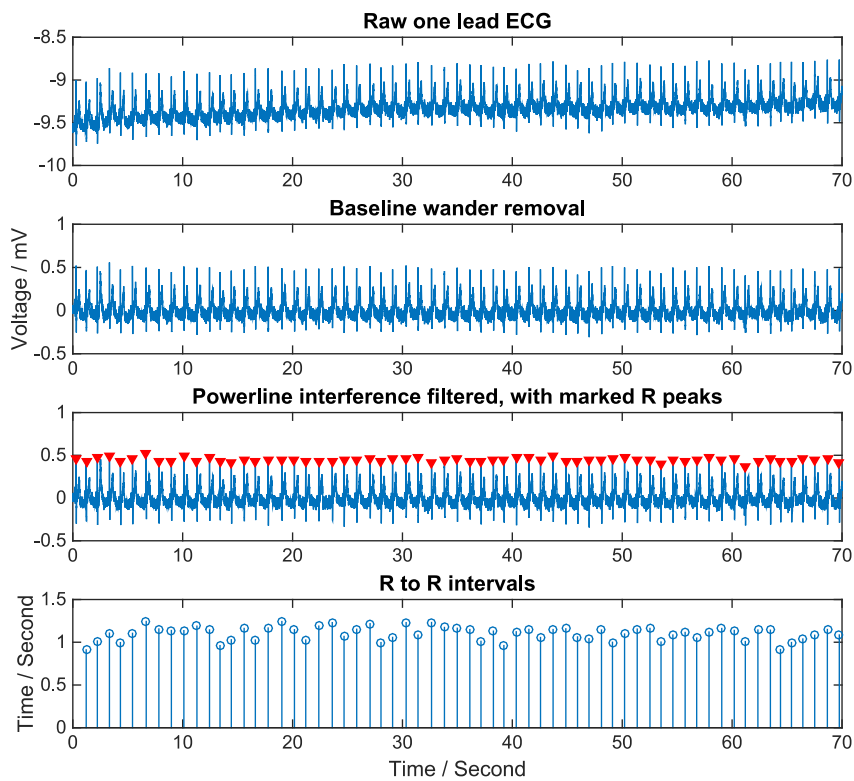 Raw one lead ECG
-8.5
-9
-9.5
-10
0 10 20 30 40 50 60 70
Baseline wander removal
1
0.5
0
-0.5
0 10 20 30 40 50 60 70
Voltage / mV
Powerline interference filtered, with marked R peaks
1
0.5
0
-0.5
0 10 20 30 40 50 60 70
R to R intervals
1.5
1
0.5
0
0 10 20 30 40 50 60 70
Time / Second
Time / Second